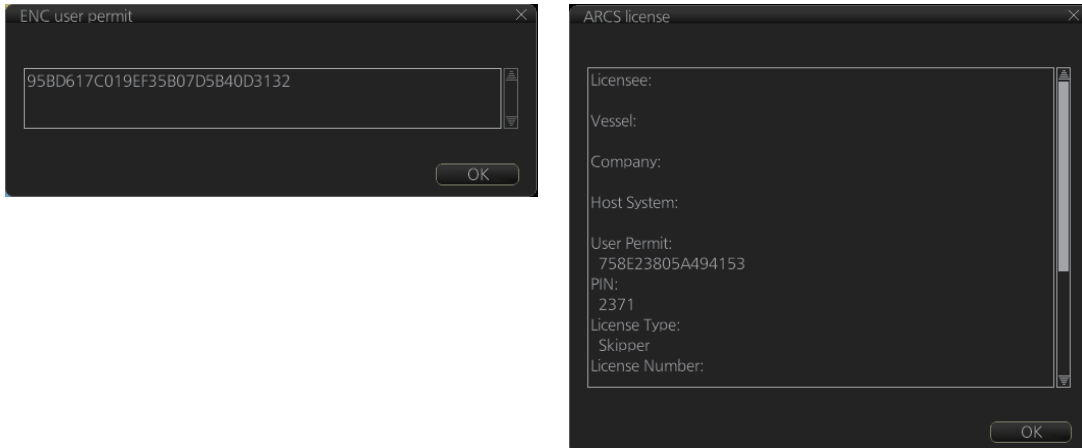 ENC user permit
95BD617C019EF35B07D5B40D3132
OK
ARCS license
Licensee:
Vessel:
Company:
Host System:
User Permit:
758E23805A494153
PIN:
2371
License Type:
Skipper
License Number:
OK